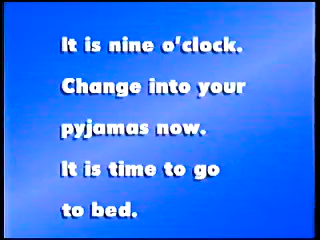 It is nine o'clock.
Change into your
pyjamas now.
It is time to go
to bed.